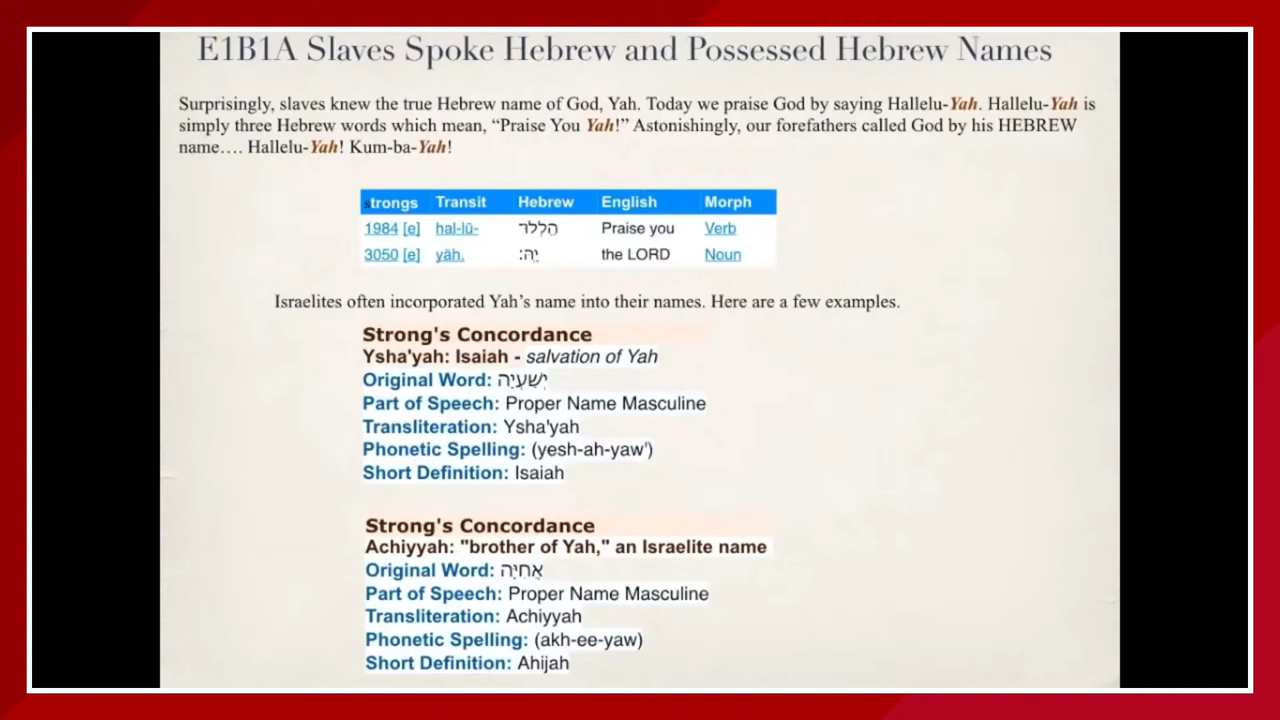 E1B1A Slaves Spoke Hebrew and Possessed Hebrew Names
Surprisingly, slaves knew the true Hebrew name of God, Yah. Today we praise God by saying Hallelu-Yah. Hallelu-Yah is
simply three Hebrew words which mean, “Praise You Yah!” Astonishingly, our forefathers called God by his HEBREW
name…. Hallelu-Yah! Kum-ba-Yah!
strongs Transit Hebrew English Morph
1984 [e] hal-lū- הַֽלְלוּ־ Praise you Verb
3050 [e] yāh. יָֽהּ׃ the LORD Noun
Israelites often incorporated Yah’s name into their names. Here are a few examples.
Strong's Concordance
Ysha'yah: Isaiah - salvation of Yah
Original Word: יְשַׁעְיָה
Part of Speech: Proper Name Masculine
Transliteration: Ysha'yah
Phonetic Spelling: (yesh-ah-yaw')
Short Definition: Isaiah
Strong's Concordance
Achiyyah: "brother of Yah," an Israelite name
Original Word: אֲחִיָּה
Part of Speech: Proper Name Masculine
Transliteration: Achiyyah
Phonetic Spelling: (akh-ee-yaw)
Short Definition: Ahijah